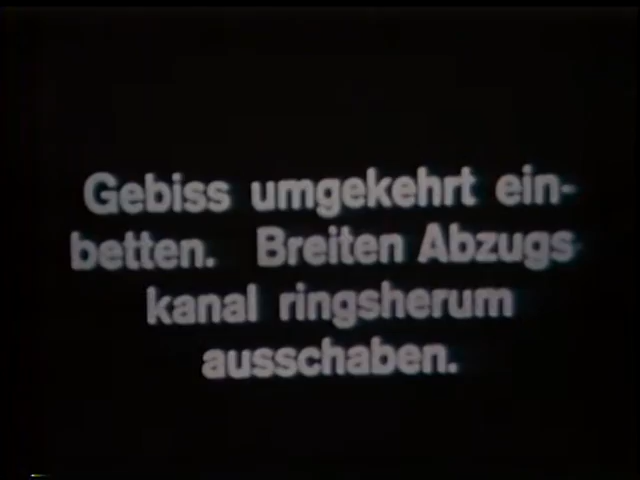 Gebiss umgekehrt ein-
betten. Breiten Abzugs
kanal ringsherum
ausschaben.